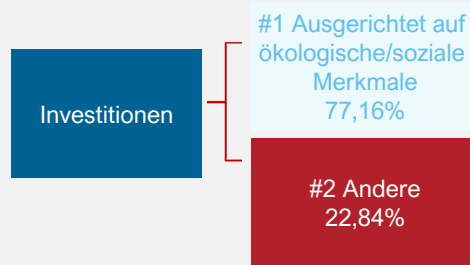 Investitionen
#1 Ausgerichtet auf
ökologische/soziale
Merkmale
77,16%
#2 Andere
22,84%